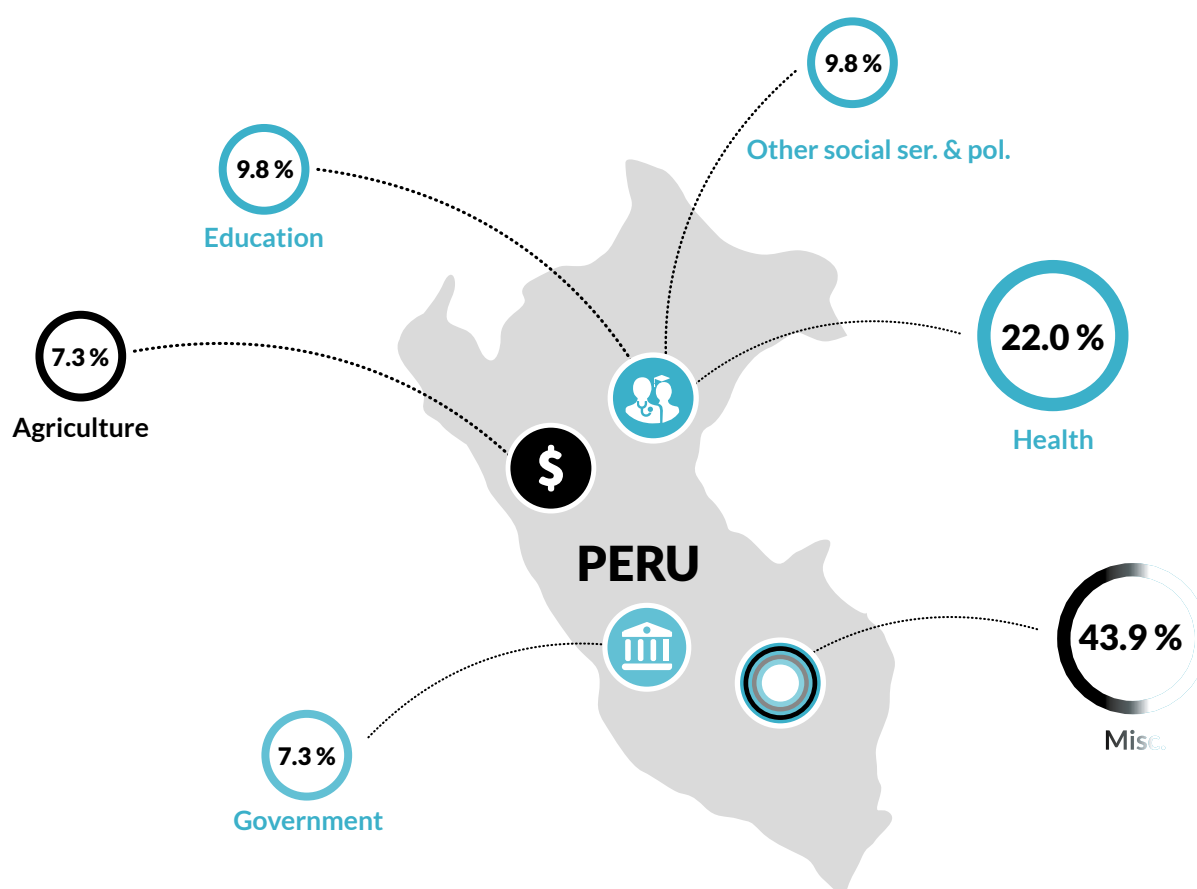 9.8 %
Other social ser. & pol.
9.8 %
Education
22.0 %
Health
7.3 %
Agriculture
$
PERU
43.9 %
Misc.
7.3 %
Government